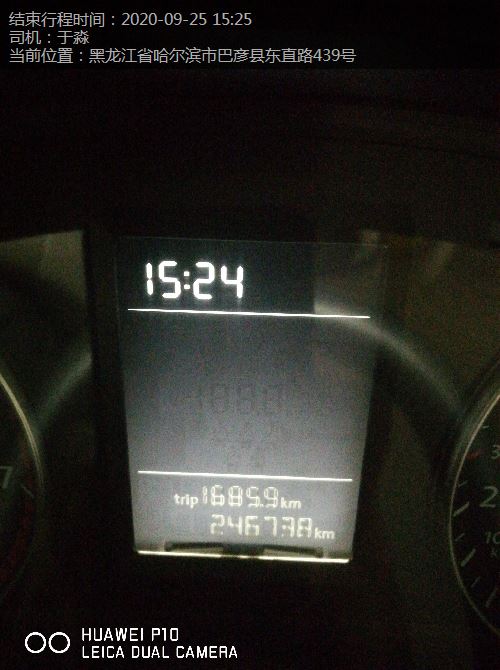 结束行程时间：2020-09-25 15:25
司机：于淼
当前位置：黑龙江省哈尔滨市巴彦县东直路439号
15:24
trip 1685.9 km
km
HUAWEI P10
LEICA DUAL CAMERA